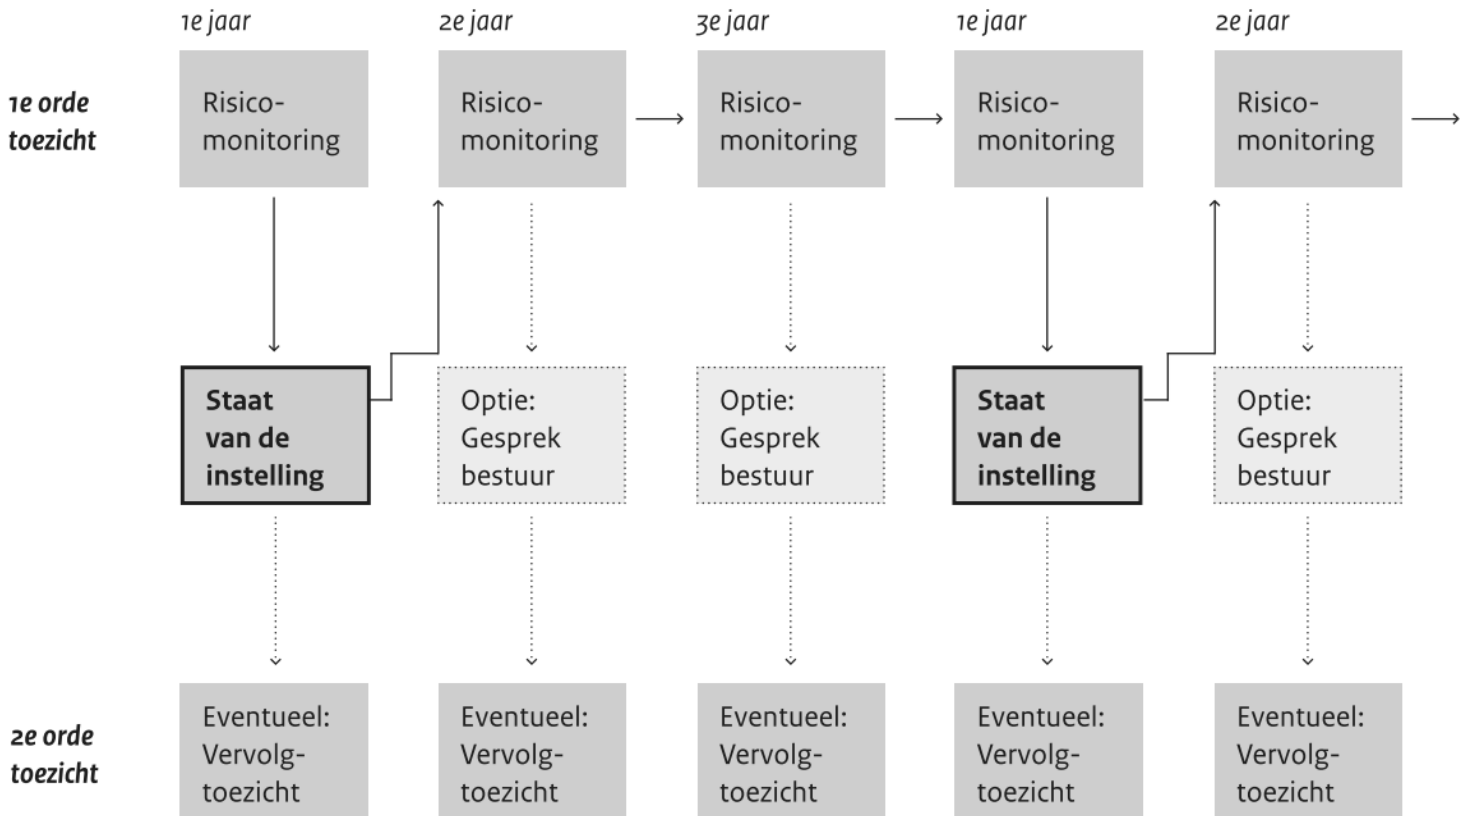 1e jaar
2e jaar
3e jaar
1e jaar
2e jaar
1e orde
toezicht
Risico-
monitoring
Risico-
monitoring
Risico-
monitoring
Risico-
monitoring
Risico-
monitoring
Staat
van de
instelling
Optie:
Gesprek
bestuur
Optie:
Gesprek
bestuur
Staat
van de
instelling
Optie:
Gesprek
bestuur
2e orde
toezicht
Eventueel:
Vervolg-
toezicht
Eventueel:
Vervolg-
toezicht
Eventueel:
Vervolg-
toezicht
Eventueel:
Vervolg-
toezicht
Eventueel:
Vervolg-
toezicht